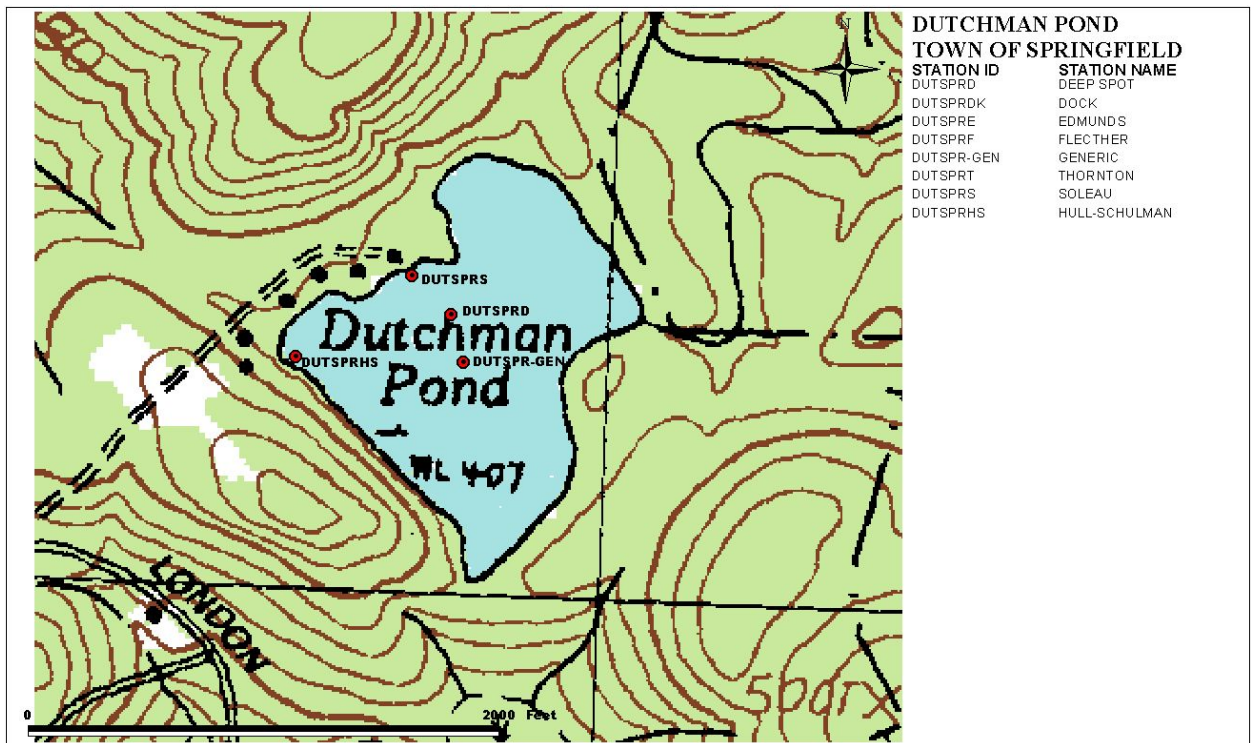 DUTCHMAN POND
TOWN OF SPRINGFIELD
STATION ID STATION NAME
DUTSPRD DEEP SPOT
DUTSPRDK DOCK
DUTSPRE EDMUNDS
DUTSPRF FLECTHER
DUTSPR-GEN GENERIC
DUTSPRT THORNTON
DUTSPRS SOLEAU
DUTSPRHS HULL-SCHULMAN
N
DUTSPRS
DUTSPRD
Dutchman
DUTSPRHS
DUTSPR-GEN
Pond
WL 407
LONDON
0 2000 Feet